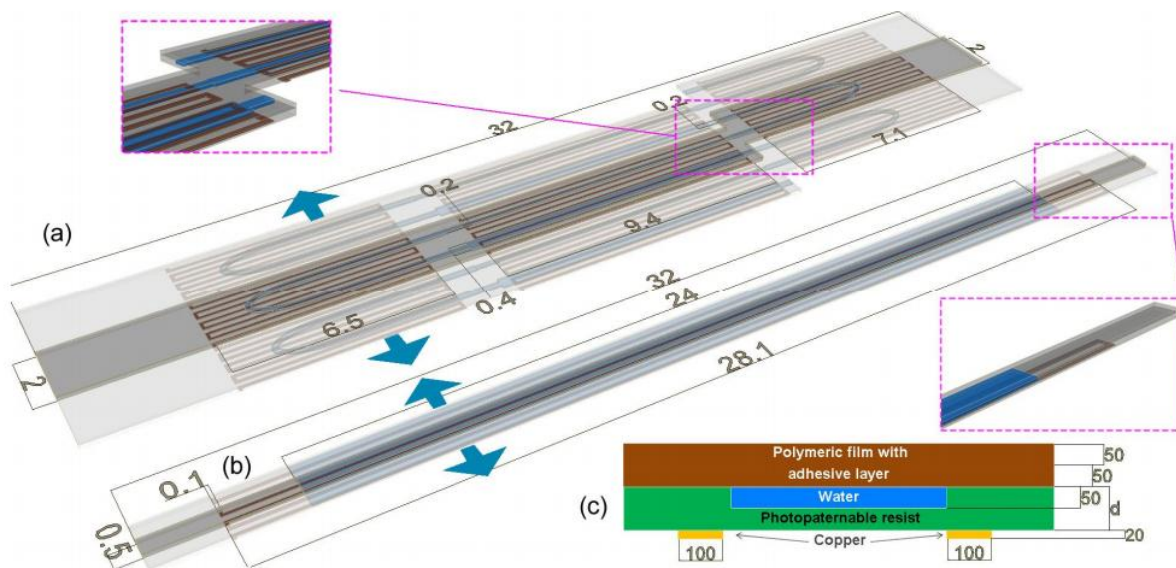 2
0.2
32
7.1
(a)
0.2
9.4
32
0.4
24
6.5
2
28.1
(b)
0.1
0.5
Polymeric film with
adhesive layer
50
50
Water
50
d
(c)
Photopaternable resist
20
Copper
100
100